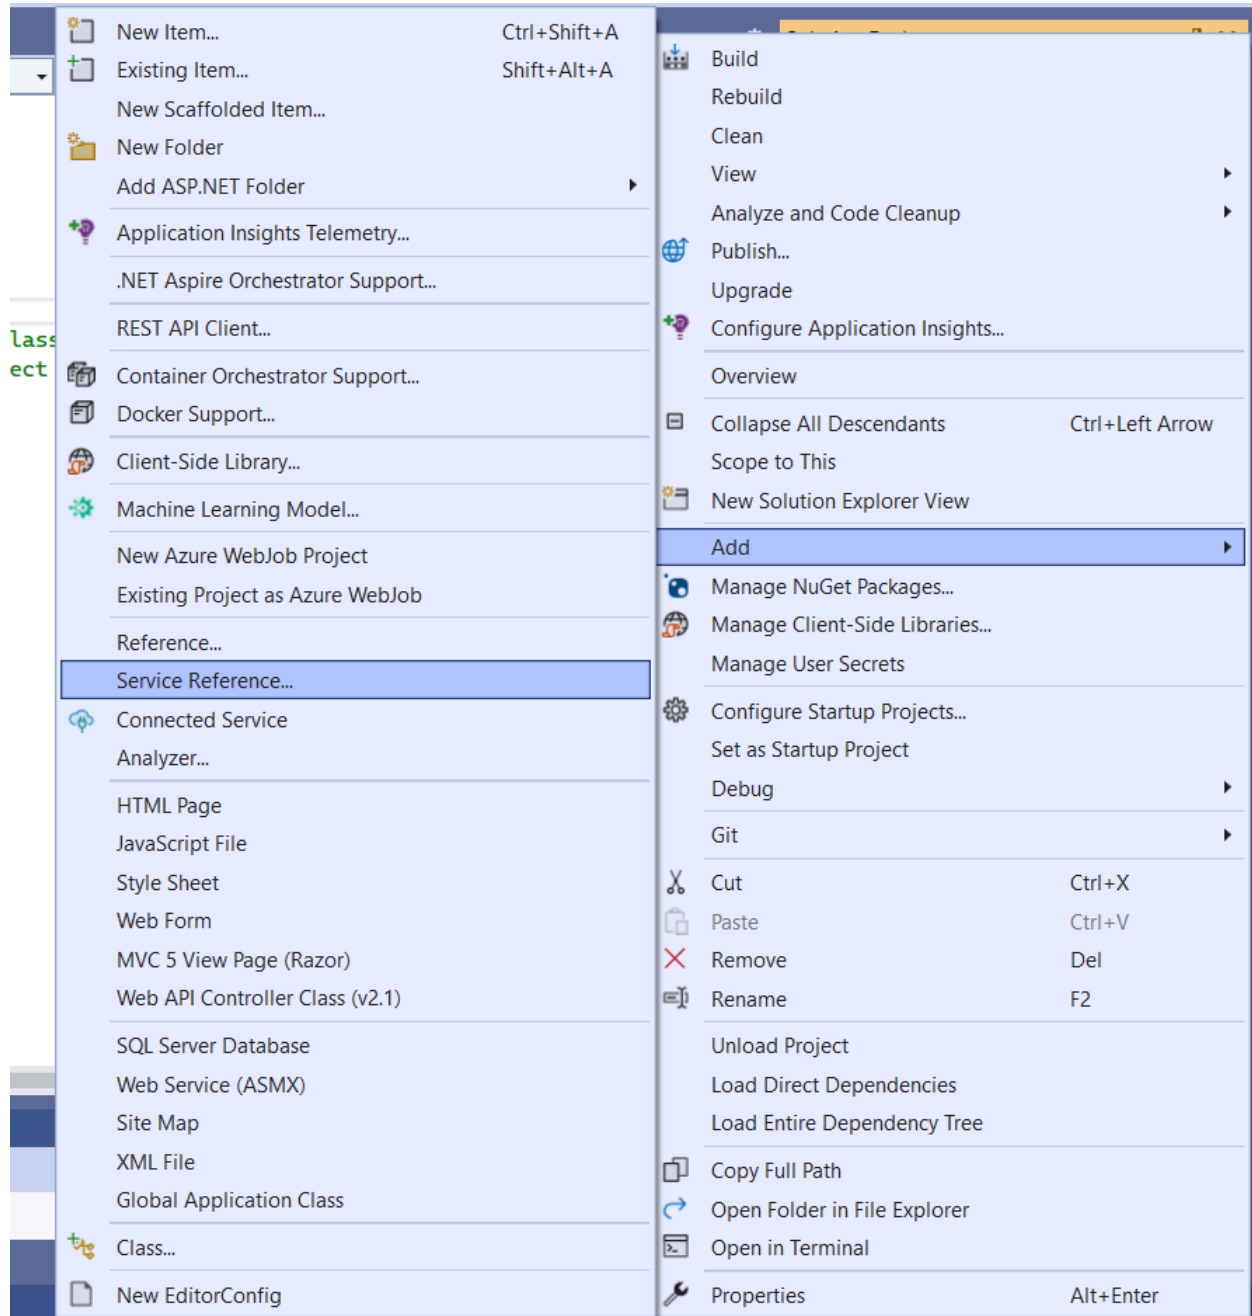 New Item... Ctrl+Shift+A
Existing Item... Shift+Alt+A
New Scaffolded Item...
New Folder
Add ASP.NET Folder
Application Insights Telemetry...
.NET Aspire Orchestrator Support...
REST API Client...
Container Orchestrator Support...
Docker Support...
Client-Side Library...
Machine Learning Model...
New Azure WebJob Project
Existing Project as Azure WebJob
Reference...
Service Reference...
Connected Service
Analyzer...
HTML Page
JavaScript File
Style Sheet
Web Form
MVC 5 View Page (Razor)
Web API Controller Class (v2.1)
SQL Server Database
Web Service (ASMX)
Site Map
XML File
Global Application Class
Class...
New EditorConfig
lass
ect
Build
Rebuild
Clean
View
Analyze and Code Cleanup
Publish...
Upgrade
Configure Application Insights...
Overview
Collapse All Descendants Ctrl+Left Arrow
Scope to This
New Solution Explorer View
Add
Manage NuGet Packages...
Manage Client-Side Libraries...
Manage User Secrets
Configure Startup Projects...
Set as Startup Project
Debug
Git
Cut Ctrl+X
Paste Ctrl+V
Remove Del
Rename F2
Unload Project
Load Direct Dependencies
Load Entire Dependency Tree
Copy Full Path
Open Folder in File Explorer
Open in Terminal
Properties Alt+Enter